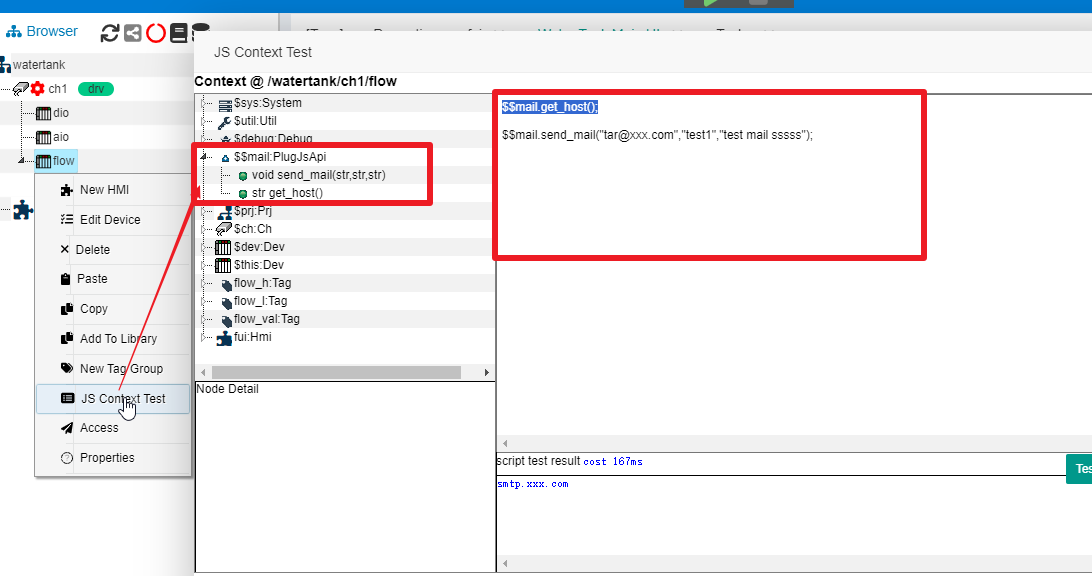 Browser
watertank
ch1 drv
dio
aio
flow
New HMI
Edit Device
Delete
Paste
Copy
Add To Library
New Tag Group
JS Context Test
Access
Properties
JS Context Test
Context @ /watertank/ch1/flow
$sys:System
$util:Util
$debug:Debug
$$mail:PlugJsApi
void send_mail(str,str,str)
str get_host()
$prj:Prj
$ch:Ch
$dev:Dev
$this:Dev
flow_h:Tag
flow_l:Tag
flow_val:Tag
fui:Hmi
Node Detail
$$mail.get_host();
$$mail.send_mail("tar@xxx.com","test1","test mail sssss");
script test result cost 167ms
Tes
smtp.xxx.com